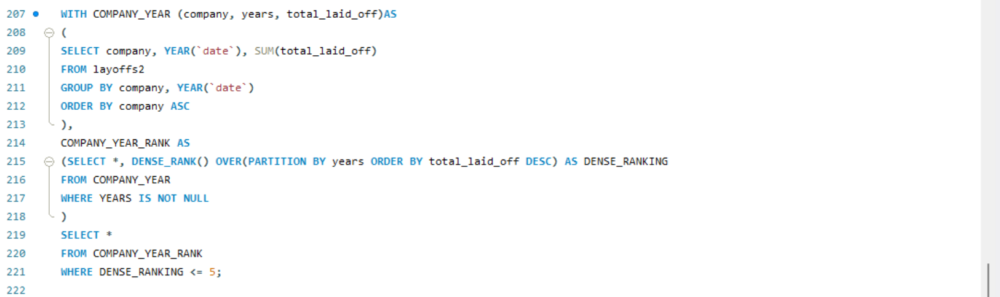 207 WITH COMPANY_YEAR (company, years, total_laid_off)AS
208 (
209 SELECT company, YEAR(`date`), SUM(total_laid_off)
210 FROM layoffs2
211 GROUP BY company, YEAR(`date`)
212 ORDER BY company ASC
213 ),
214 COMPANY_YEAR_RANK AS
215 (SELECT *, DENSE_RANK() OVER(PARTITION BY years ORDER BY total_laid_off DESC) AS DENSE_RANKING
216 FROM COMPANY_YEAR
217 WHERE YEARS IS NOT NULL
218 )
219 SELECT *
220 FROM COMPANY_YEAR_RANK
221 WHERE DENSE_RANKING <= 5;
222